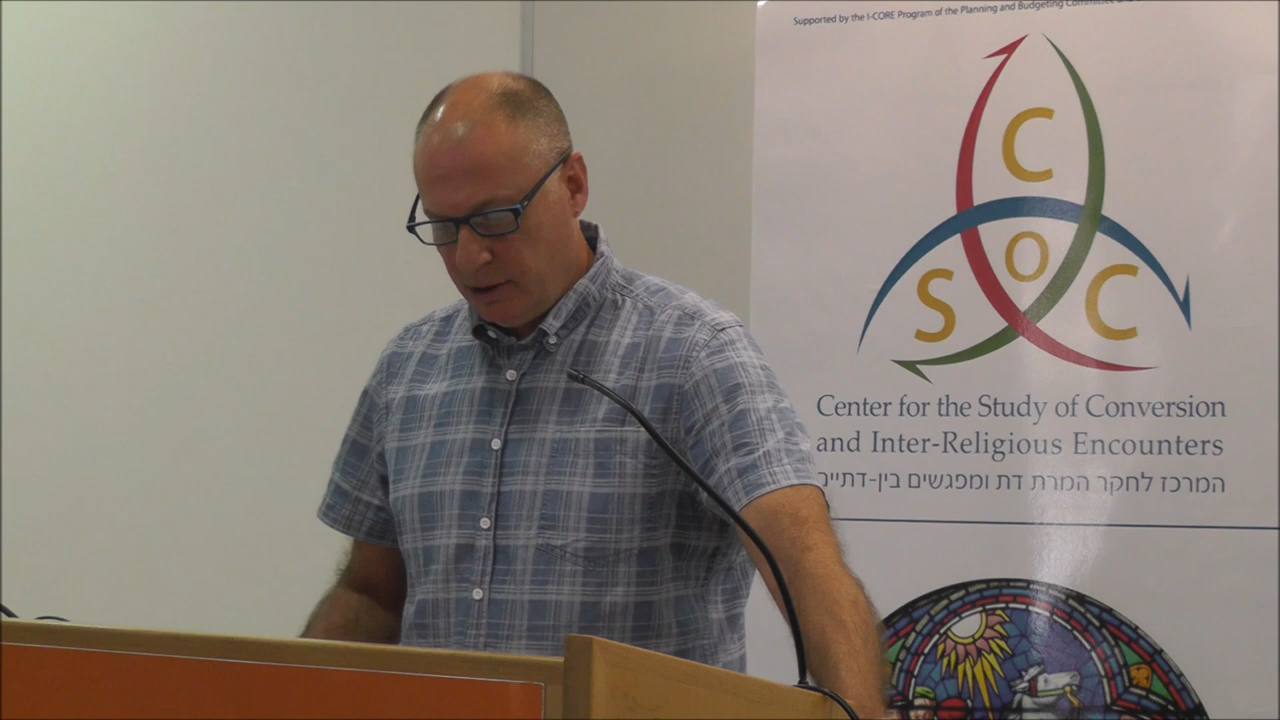 Supported by the I-CORE Program of the Planning and Budgeting Committee and
C
O
S C
Center for the Study of Conversion
and Inter-Religious Encounters
המרכז לחקר המרת דת ומפגשים בין-דתיים